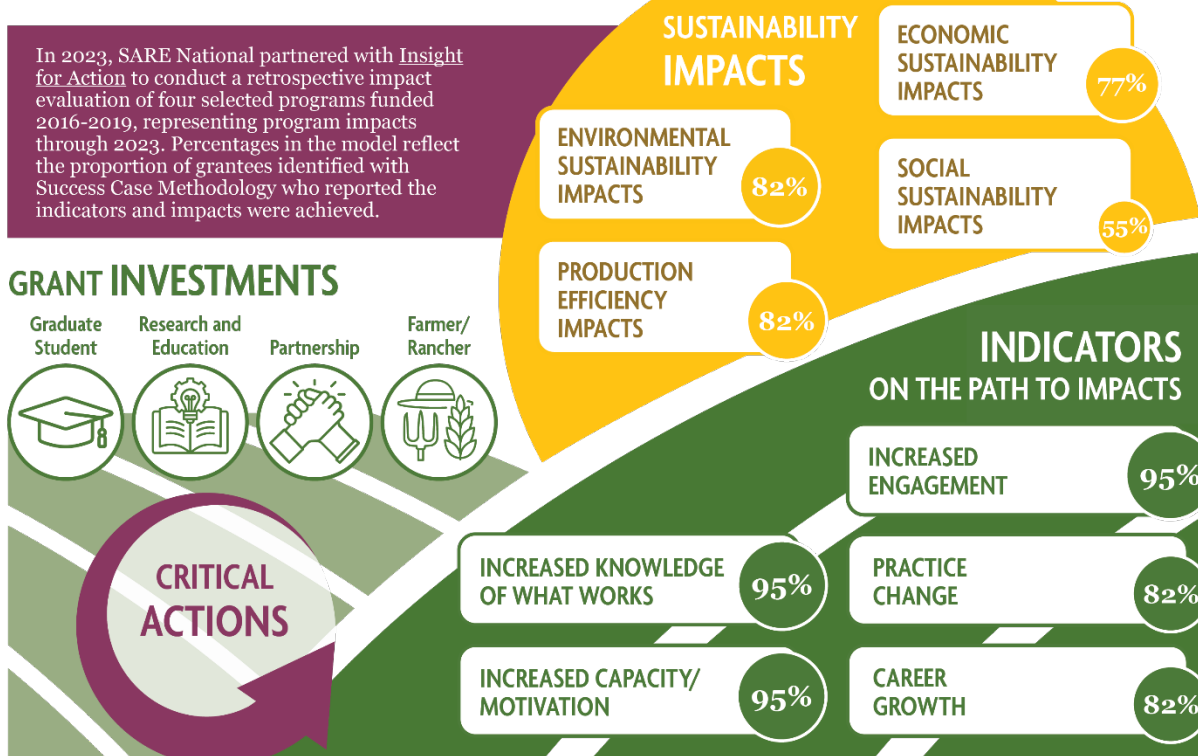 In 2023, SARE National partnered with Insight
for Action to conduct a retrospective impact
evaluation of four selected programs funded
2016-2019, representing program impacts
through 2023. Percentages in the model reflect
the proportion of grantees identified with
Success Case Methodology who reported the
indicators and impacts were achieved.
SUSTAINABILITY
IMPACTS
ENVIRONMENTAL
SUSTAINABILITY
IMPACTS
82%
PRODUCTION
EFFICIENCY
IMPACTS
82%
ECONOMIC
SUSTAINABILITY
IMPACTS
77%
SOCIAL
SUSTAINABILITY
IMPACTS
55%
GRANT INVESTMENTS
Graduate
Student
Research and
Education
Partnership
Farmer/
Rancher
CRITICAL
ACTIONS
INDICATORS
ON THE PATH TO IMPACTS
INCREASED
ENGAGEMENT
95%
INCREASED KNOWLEDGE
OF WHAT WORKS
95%
PRACTICE
CHANGE
82%
INCREASED CAPACITY/
MOTIVATION
95%
CAREER
GROWTH
82%